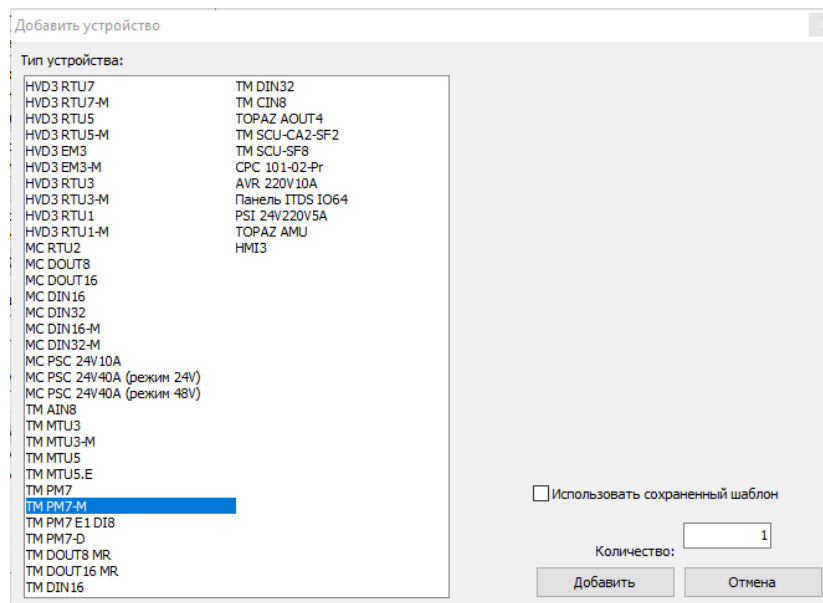 Добавить устройство
Тип устройства:
HVD3 RTU7
HVD3 RTU7-M
HVD3 RTU5
HVD3 RTU5-M
HVD3 EM3
HVD3 EM3-M
HVD3 RTU3
HVD3 RTU3-M
HVD3 RTU1
HVD3 RTU1-M
MC RTU2
MC DOUT8
MC DOUT16
MC DIN16
MC DIN32
MC DIN16-M
MC DIN32-M
MC PSC 24V10A
MC PSC 24V40A (режим 24V)
MC PSC 24V40A (режим 48V)
TM AIN8
TM MTU3
TM MTU3-M
TM MTU5
TM MTU5.E
TM PM7
TM PM7-M
TM PM7 E1 DI8
TM PM7-D
TM DOUT8 MR
TM DOUT16 MR
TM DIN16
TM DIN32
TM CIN8
TOPAZ AOUT4
TM SCU-CA2-SF2
TM SCU-SF8
CPC 101-02-Pr
AVR 220V10A
Панель ITDS IO64
PSI 24V220V5A
TOPAZ AMU
HMI3
Использовать сохраненный шаблон
Количество: 1
Добавить
Отмена